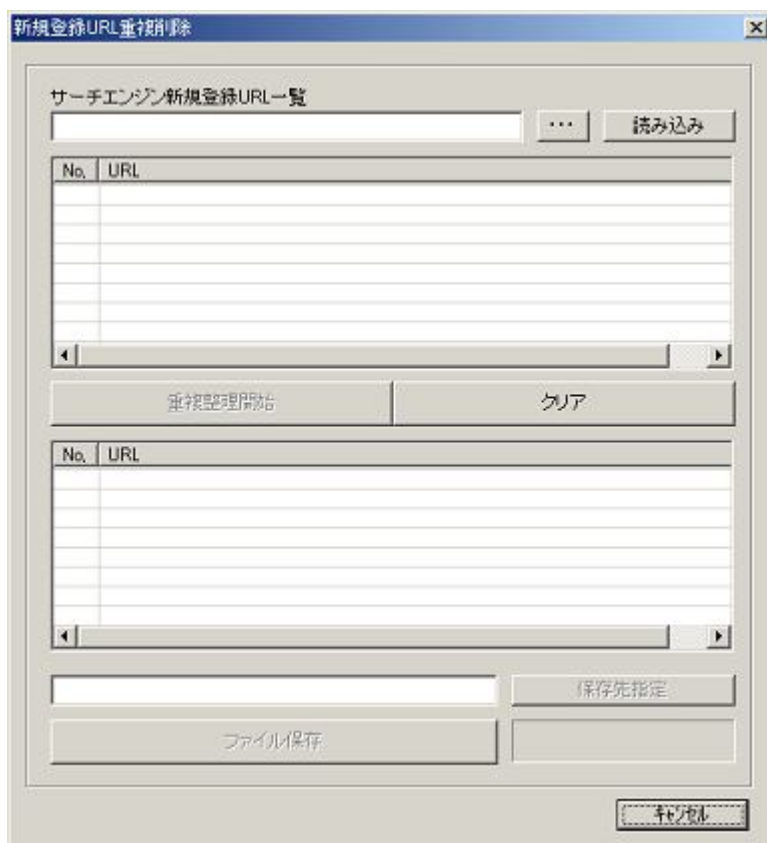 新規登録URL重複削除
サーチエンジン新規登録URL一覧
... 読み込み
No. URL
重複整理開始 クリア
No. URL
保存先指定
ファイル保存
キャンセル